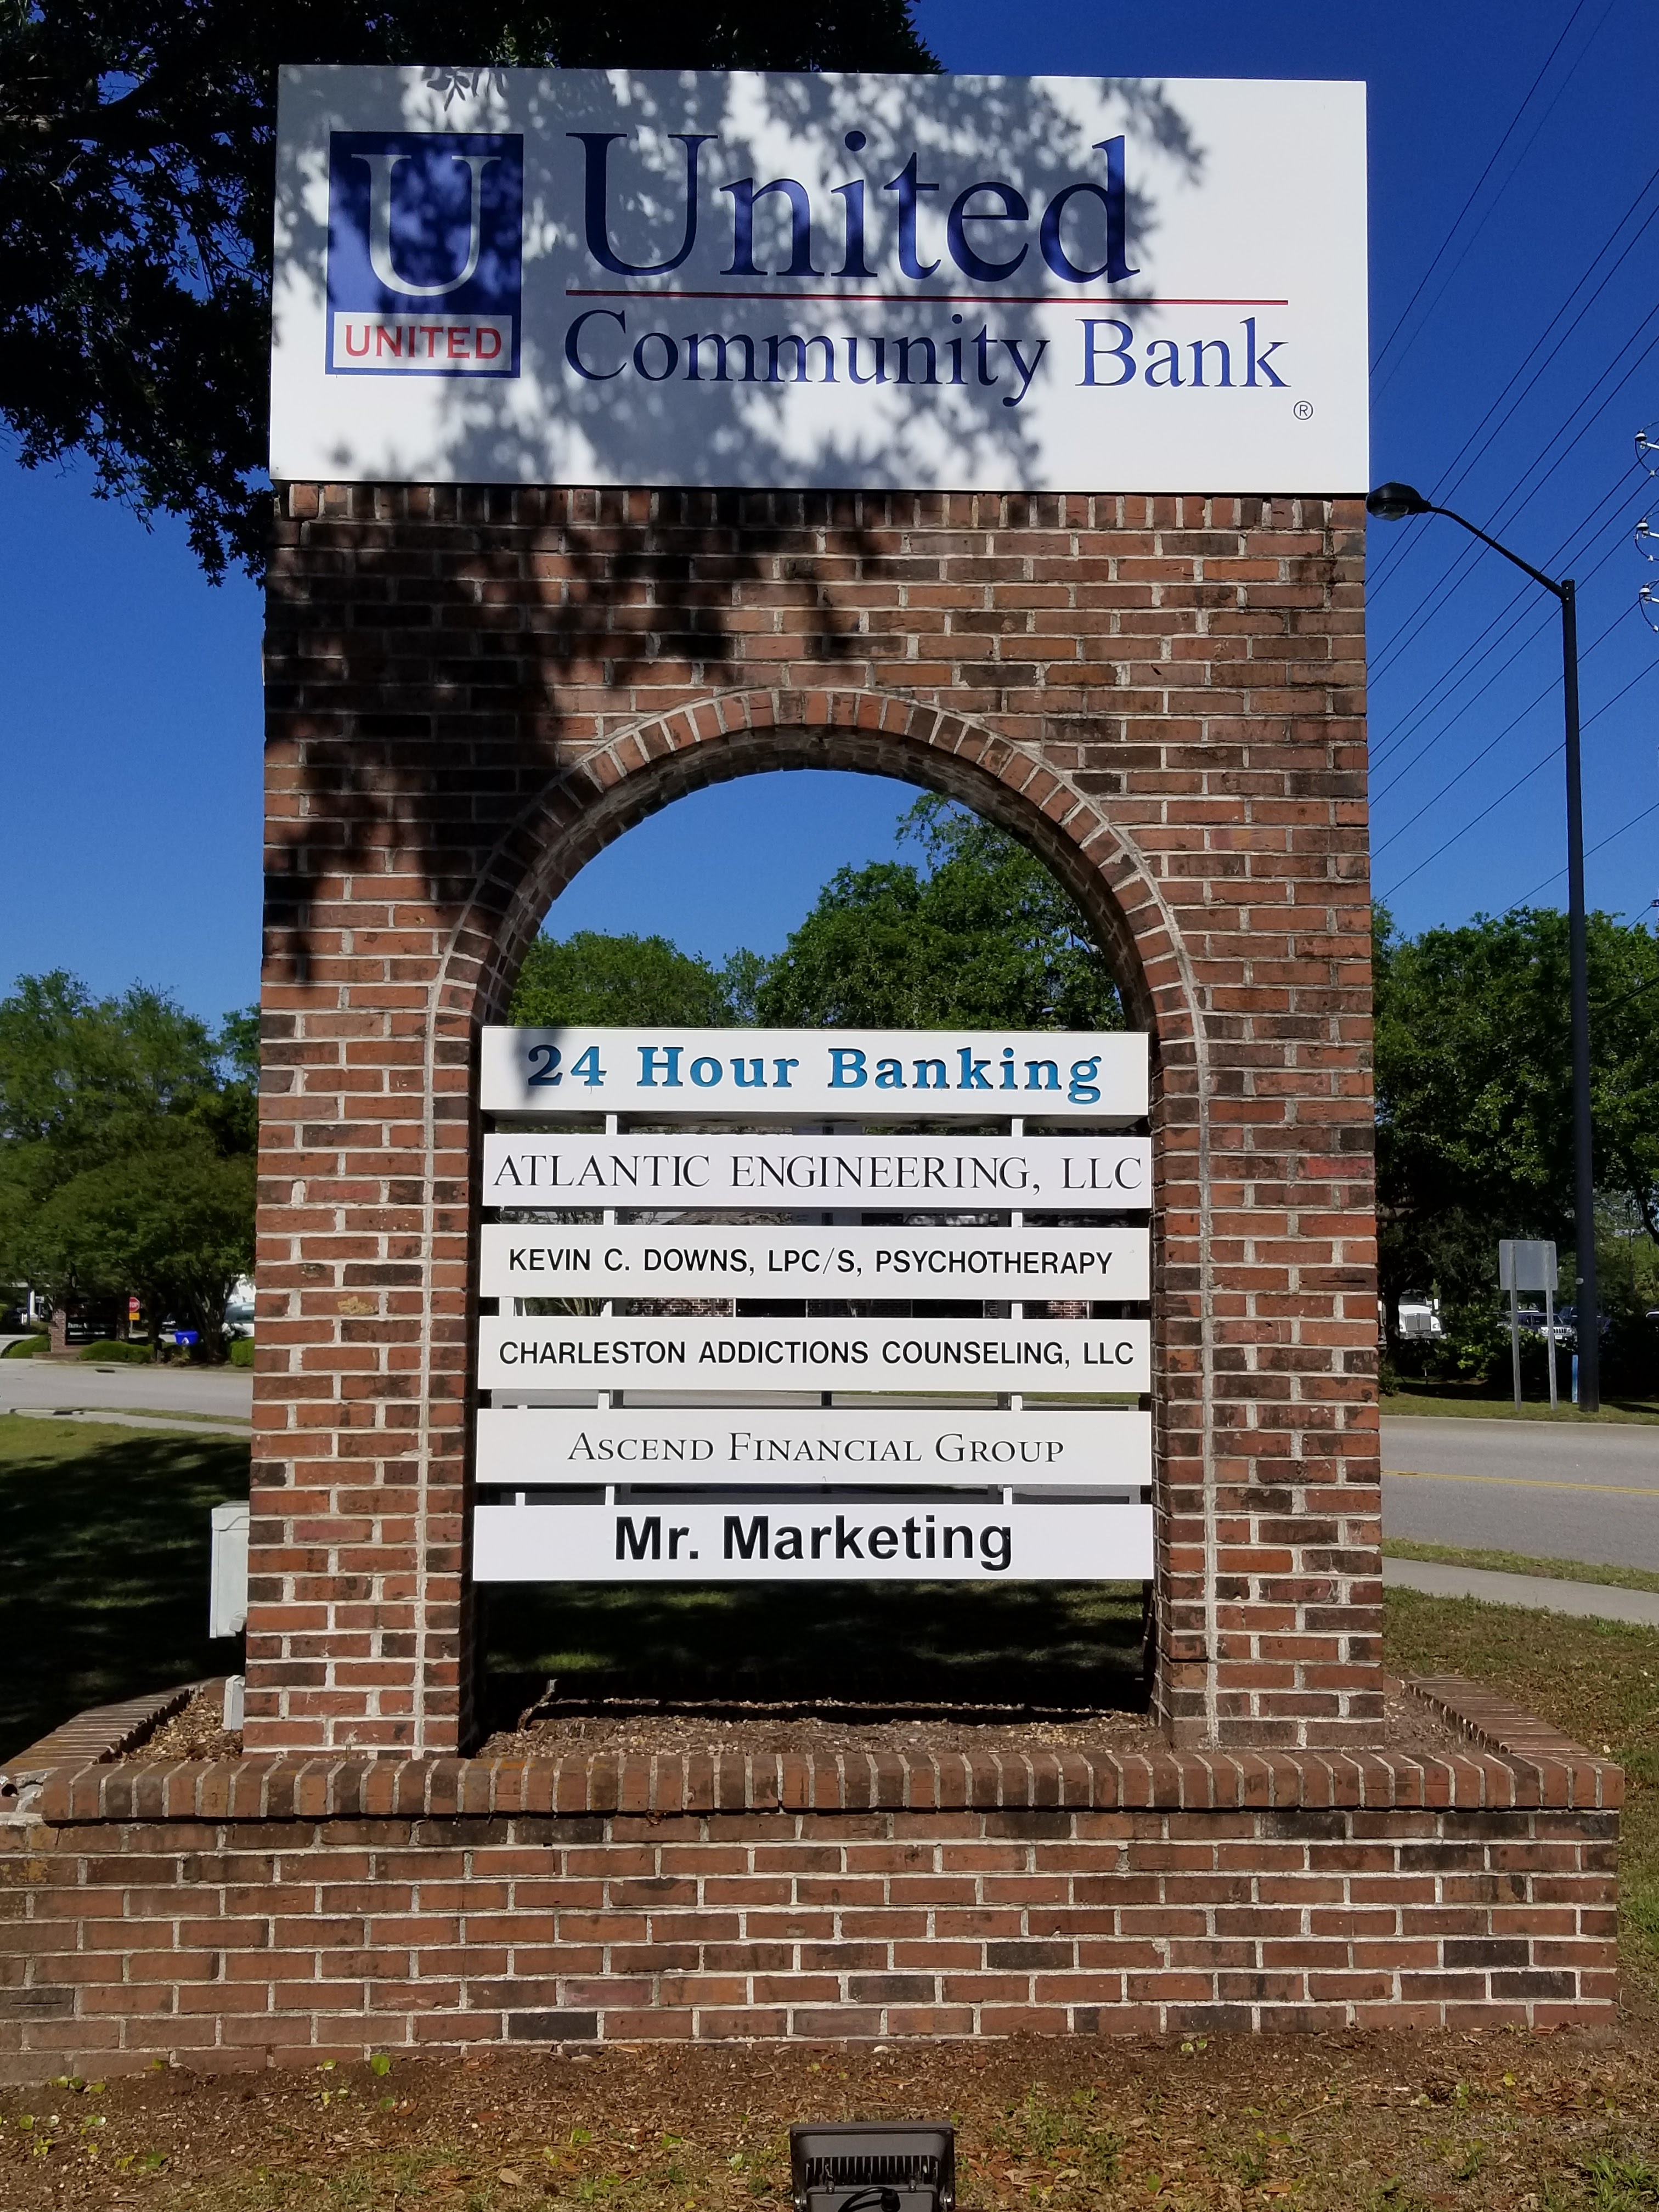 U
UNITED
United
Community Bank
®
24 Hour Banking
ATLANTIC ENGINEERING, LLC
KEVIN C. DOWNS, LPC/S, PSYCHOTHERAPY
CHARLESTON ADDICTIONS COUNSELING, LLC
ASCEND FINANCIAL GROUP
Mr. Marketing